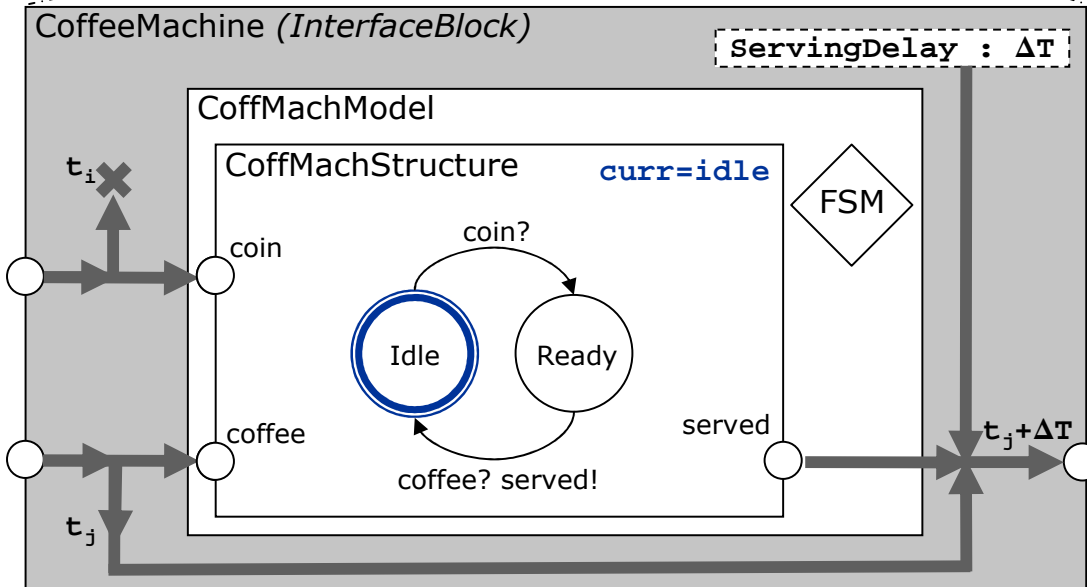 CoffeeMachine (InterfaceBlock)
ServingDelay : ΔT
CoffMachModel
CoffMachStructure
curr=idle
FSM
tᵢ
coin
coin?
Idle
Ready
coffee
served
tⱼ+ΔT
coffee? served!
tⱼ